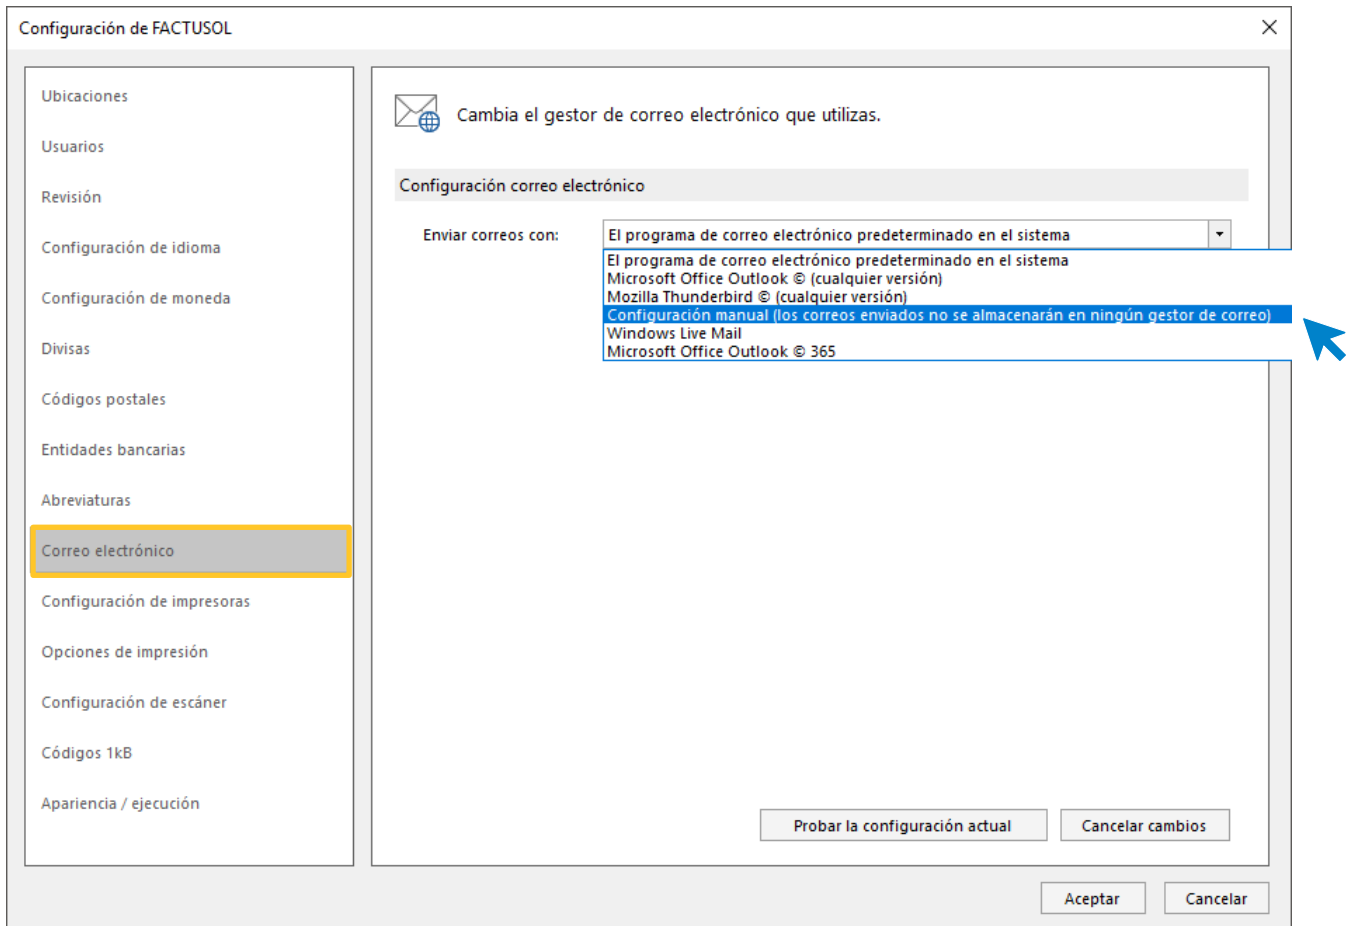 Configuración de FACTUSOL
Ubicaciones
Usuarios
Revisión
Configuración de idioma
Configuración de moneda
Divisas
Códigos postales
Entidades bancarias
Abreviaturas
Correo electrónico
Configuración de impresoras
Opciones de impresión
Configuración de escáner
Códigos 1kB
Apariencia / ejecución
Cambia el gestor de correo electrónico que utilizas.
Configuración correo electrónico
Enviar correos con: El programa de correo electrónico predeterminado en el sistema
El programa de correo electrónico predeterminado en el sistema
Microsoft Office Outlook © (cualquier versión)
Mozilla Thunderbird © (cualquier versión)
Configuración manual (los correos enviados no se almacenarán en ningún gestor de correo)
Windows Live Mail
Microsoft Office Outlook © 365
Probar la configuración actual Cancelar cambios
Aceptar Cancelar